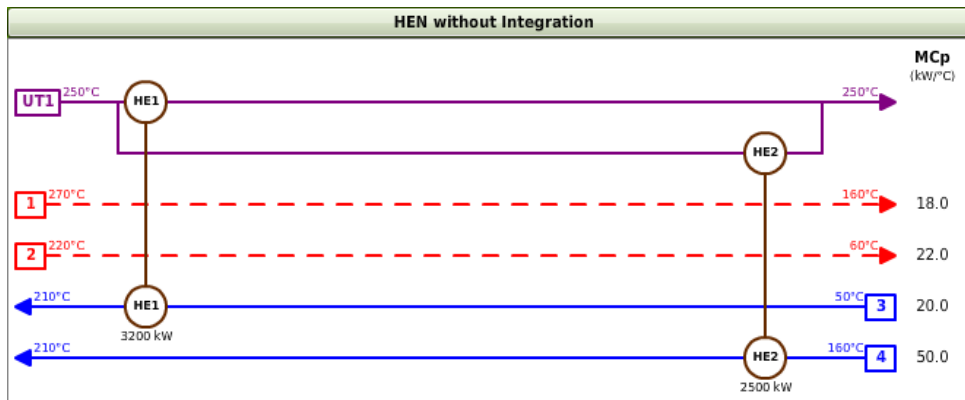 HEN without Integration
MCp
(kW/°C)
UT1 250°C HE1 250°C
HE2
1 270°C 160°C 18.0
2 220°C 60°C 22.0
210°C HE1 50°C 3 20.0
3200 kW
210°C HE2 160°C 4 50.0
2500 kW